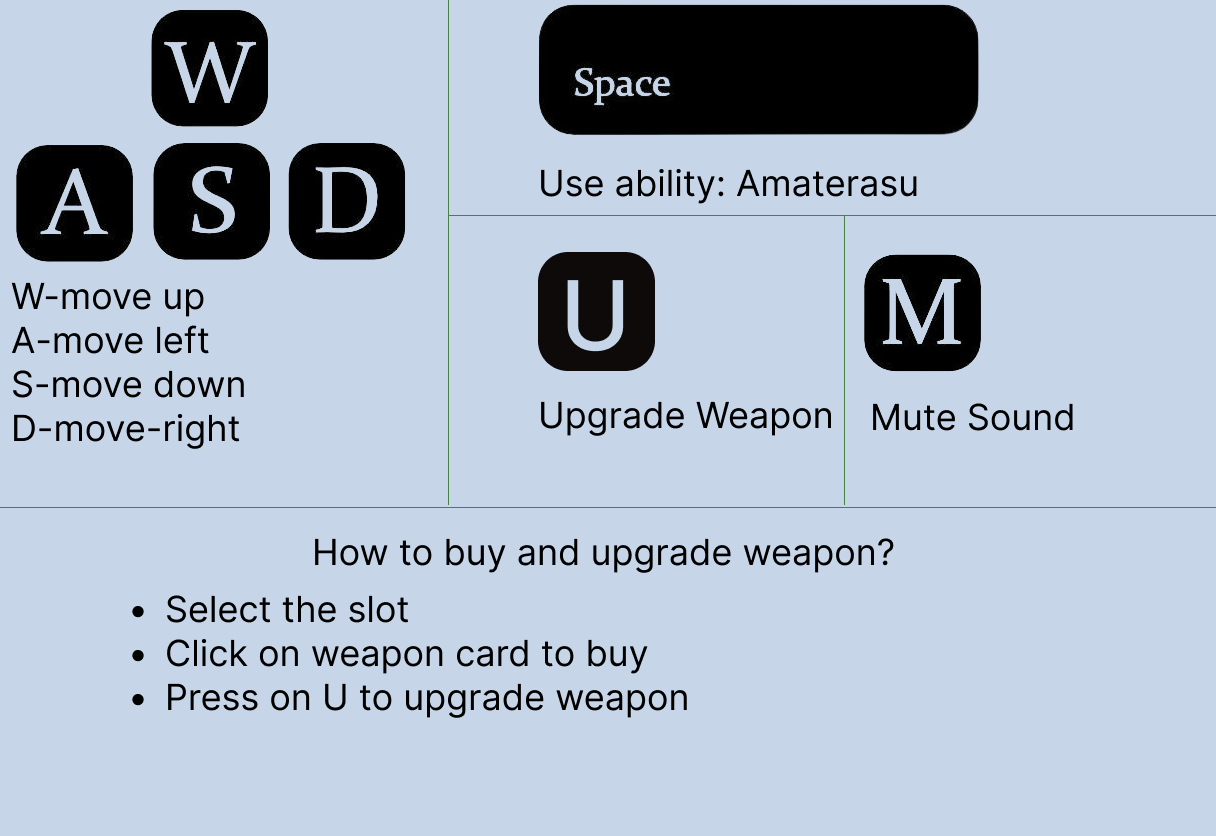 W
A S D
W-move up
A-move left
S-move down
D-move-right
Space
Use ability: Amaterasu
U
Upgrade Weapon
M
Mute Sound
How to buy and upgrade weapon?
• Select the slot
• Click on weapon card to buy
• Press on U to upgrade weapon